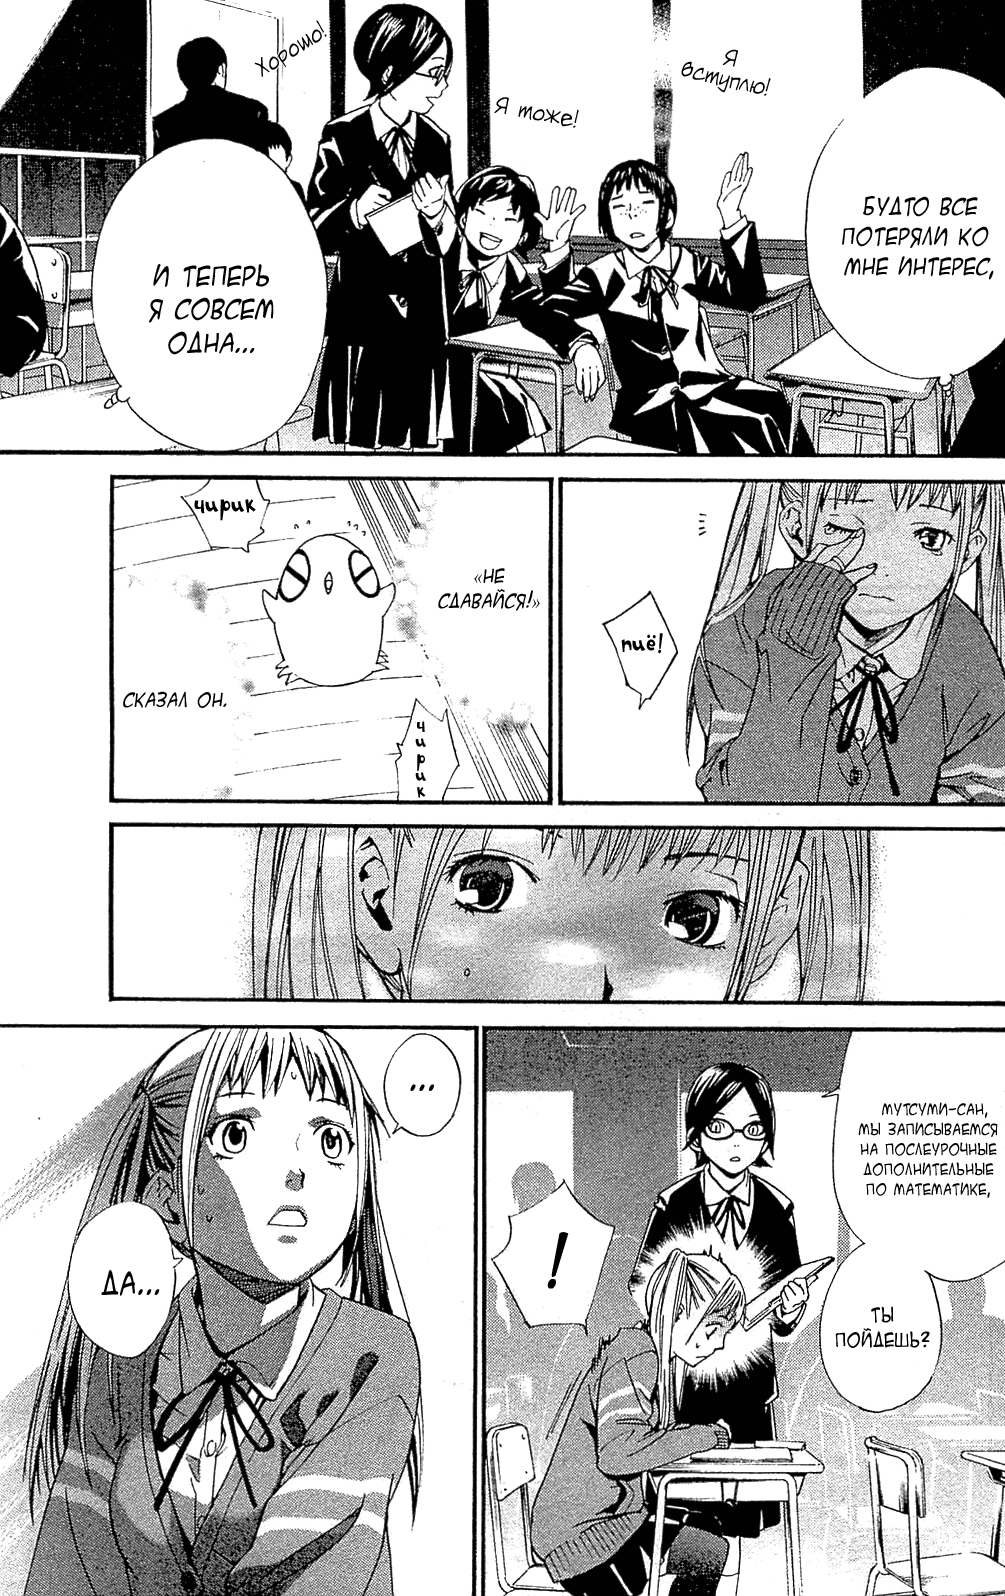 БУДТО ВСЕ
ПОТЕРЯЛИ КО
МНЕ ИНТЕРЕС,
Я
вступлю!
Я тоже!
Хорошо!
И ТЕПЕРЬ
Я СОВСЕМ
ОДНА...
пиё!
чирик
«НЕ
СДАВАЙСЯ!»
СКАЗАЛ ОН.
чирик
МУТСУМИ-САН,
МЫ ЗАПИСЫВАЕМСЯ
НА ПОСЛЕУРОЧНЫЕ
ДОПОЛНИТЕЛЬНЫЕ
ПО МАТЕМАТИКЕ,
ТЫ
ПОЙДЕШЬ?
!
...
ДА...